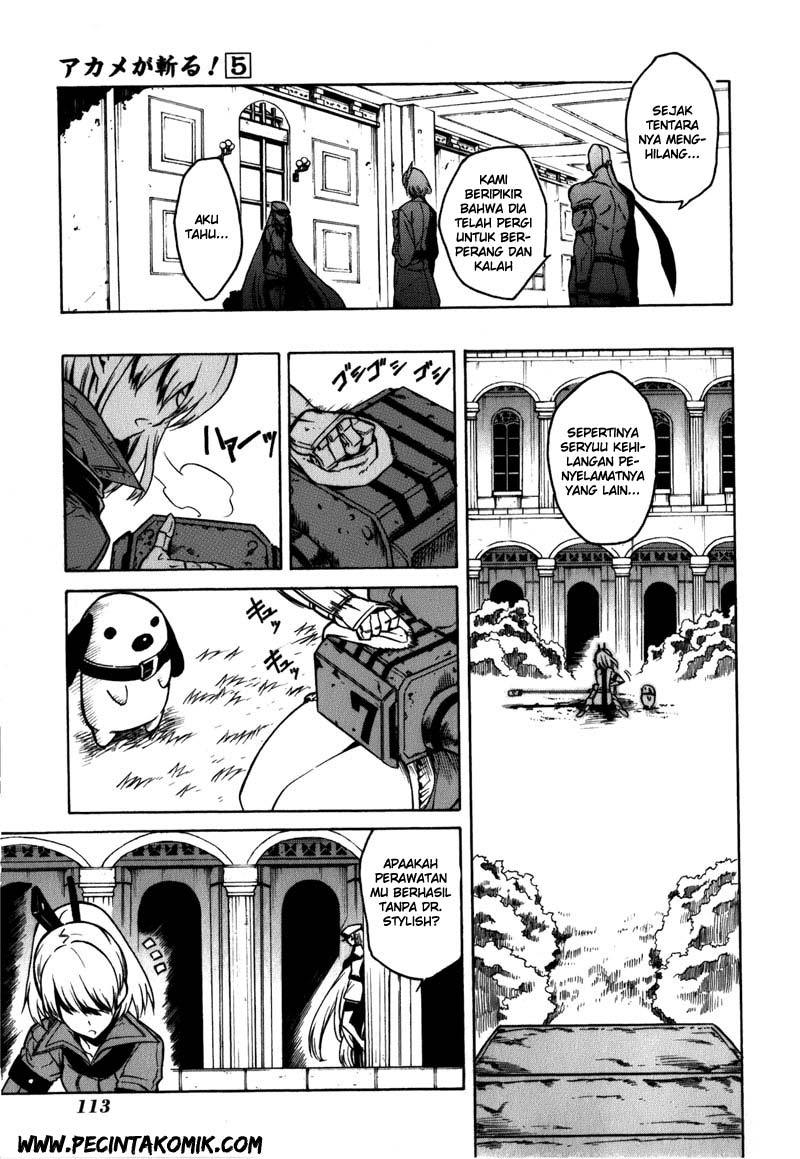 アカメが斬る！ 5
SEJAK
TENTARA
NYA MENG-
HILANG...
KAMI
BERIPIKIR
BAHWA DIA
TELAH PERGI
UNTUK BER-
PERANG DAN
KALAH
AKU
TAHU...
SEPERTINYA
SERYUU KEHI-
LANGAN PE-
NYELAMATNYA
YANG LAIN...
ゴシゴシ ゴシ
ハァーッ
キュッ
キュッ
7
APAAKAH
PERAWATAN
MU BERHASIL
TANPA DR.
STYLISH?
113
WWW.PECINTAKOMIK.COM